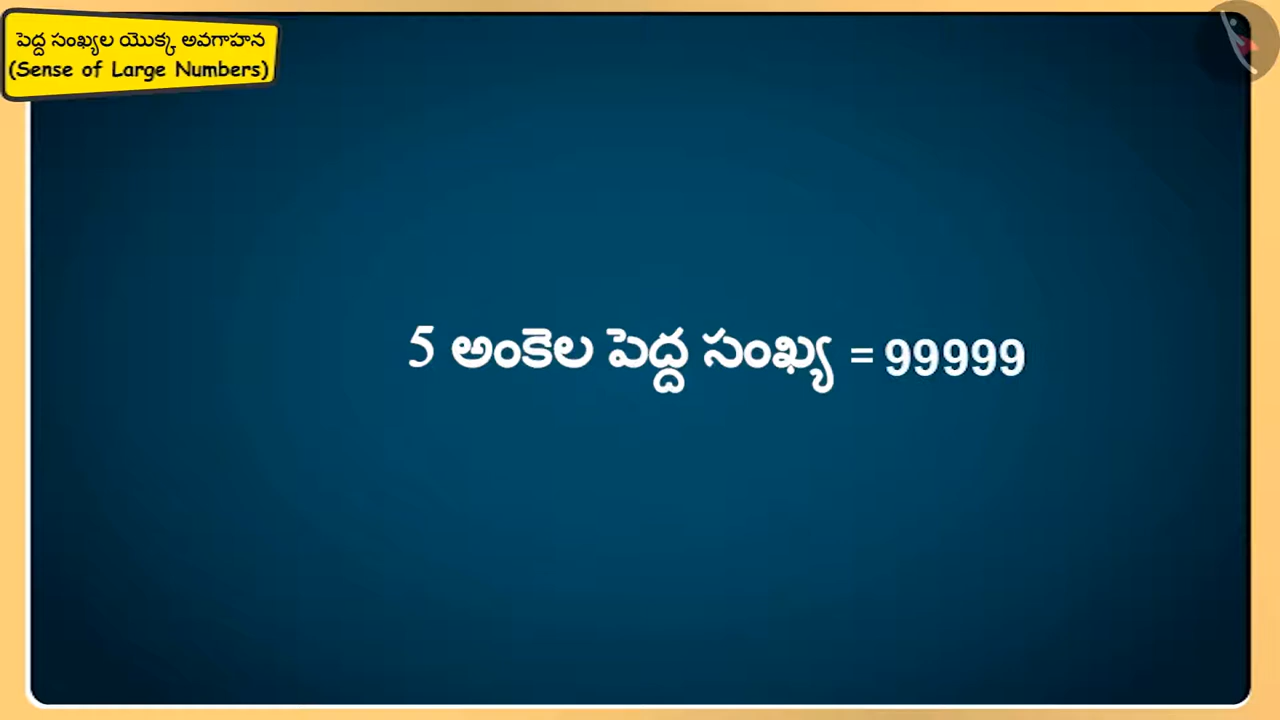 పెద్ద సంఖ్యల యొక్క అవగాహన
(Sense of Large Numbers)
5 అంకెల పెద్ద సంఖ్య = 99999